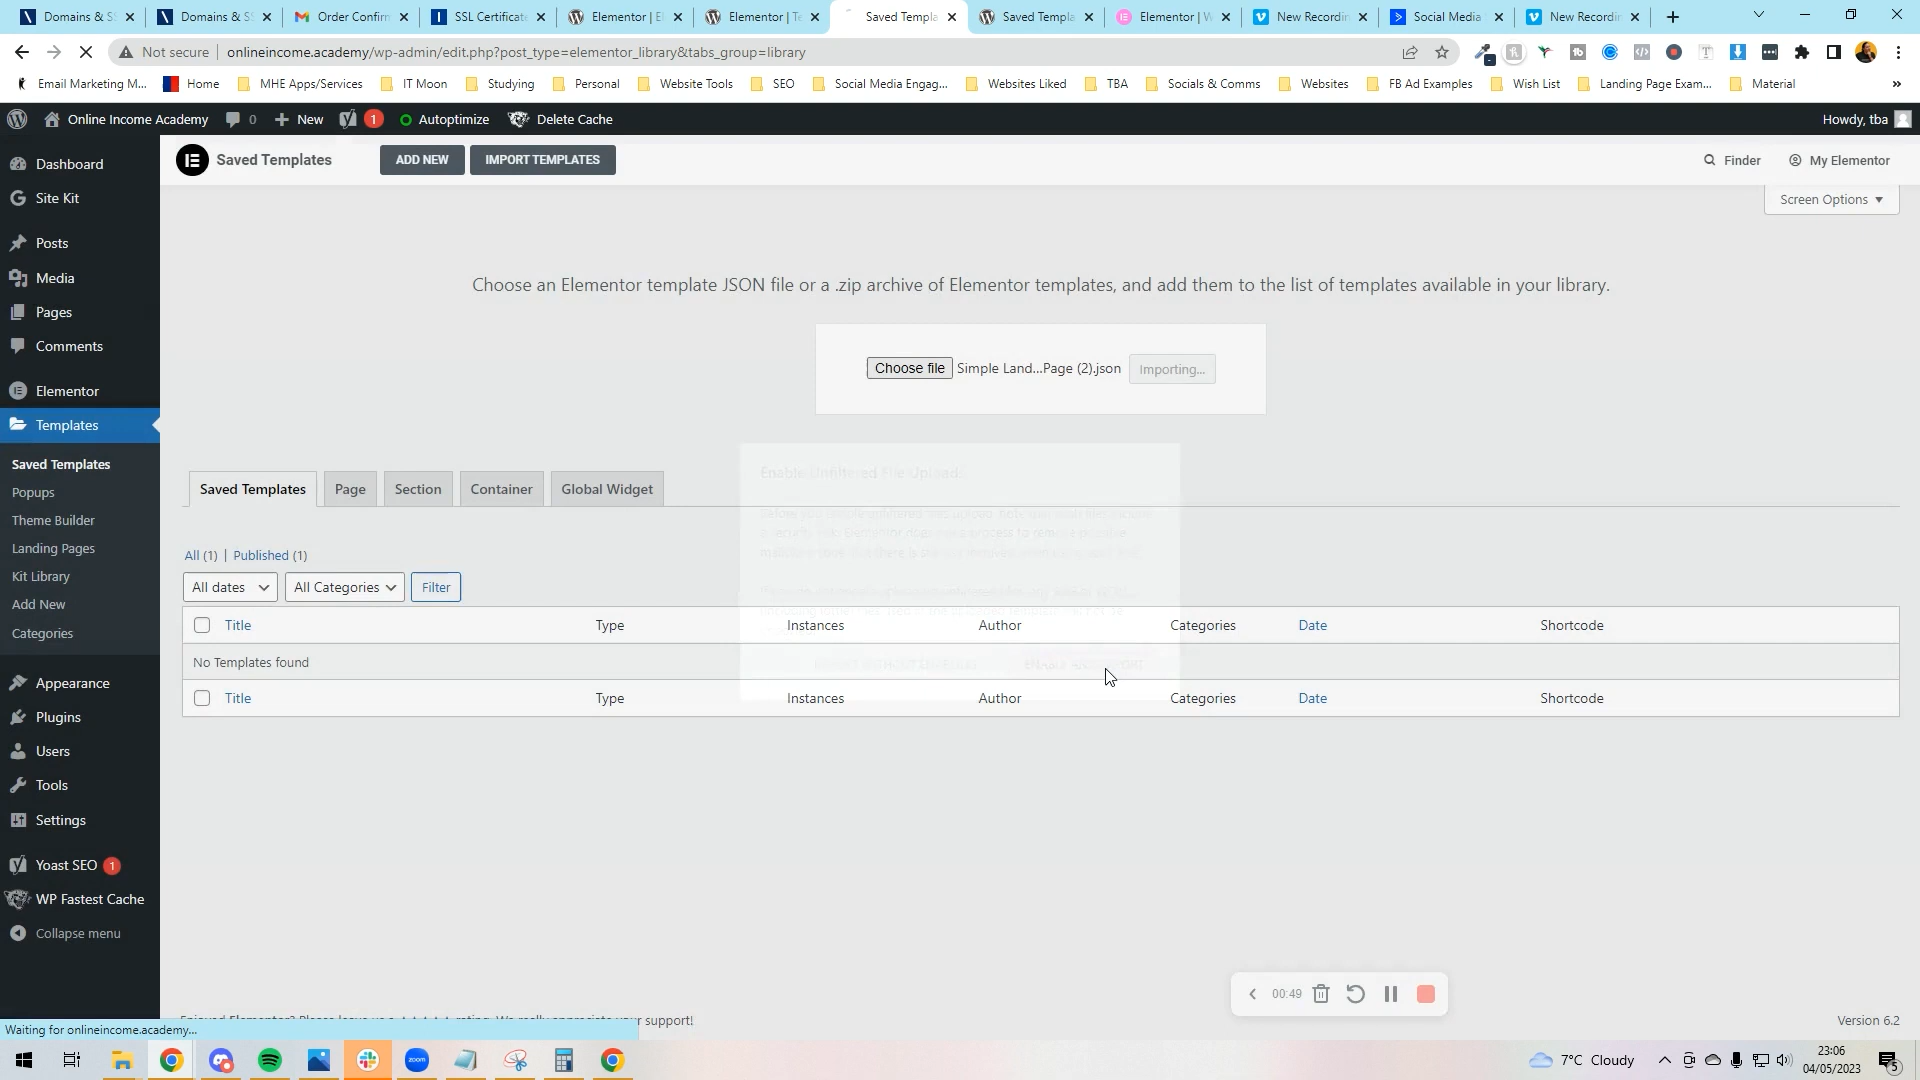 Domains & S
Domains & S
Order Confirm
SSL Certificate
Elementor | E
Elementor | Te
Saved Templa
Saved Templa
Elementor | W
New Recordin
Social Media
New Recordin
Not secure
onlineincome.academy/wp-admin/edit.php?post_type=elementor_library&tabs_group=library
Email Marketing M...
Home
MHE Apps/Services
IT Moon
Studying
Personal
Website Tools
SEO
Social Media Engag...
Websites Liked
TBA
Socials & Comms
Websites
FB Ad Examples
Wish List
Landing Page Exam...
Material
»
Online Income Academy
0
New
1
Autoptimize
Delete Cache
Howdy, tba
Dashboard
Site Kit
Posts
Media
Pages
Comments
Elementor
Templates
Saved Templates
Popups
Theme Builder
Landing Pages
Kit Library
Add New
Categories
Appearance
Plugins
Users
Tools
Settings
Yoast SEO 1
WP Fastest Cache
Collapse menu
Saved Templates
ADD NEW
IMPORT TEMPLATES
Finder
My Elementor
Screen Options
Choose an Elementor template JSON file or a .zip archive of Elementor templates, and add them to the list of templates available in your library.
Choose file
Simple Land...Page (2).json
Importing...
Saved Templates
Page
Section
Container
Global Widget
Enable Unfiltered File Uploads
All (1) | Published (1)
All dates
All Categories
Filter
Title
Type
Instances
Author
Categories
Date
Shortcode
No Templates found
Title
Type
Instances
Author
Categories
Date
Shortcode
00:49
support!
Version 6.2
Waiting for onlineincome.academy...
zoom
7°C Cloudy
23:06
04/05/2023
5